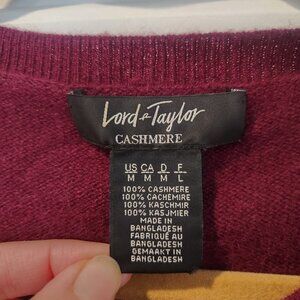 Lord & Taylor
CASHMERE
US CA D F
M M M L
100% CASHMERE
100% CACHEMIRE
100% KASCHMIR
100% KASJMIER
MADE IN
BANGLADESH
FABRIQUÉ AU
BANGLADESH
GEMAAKT IN
BANGLADESH